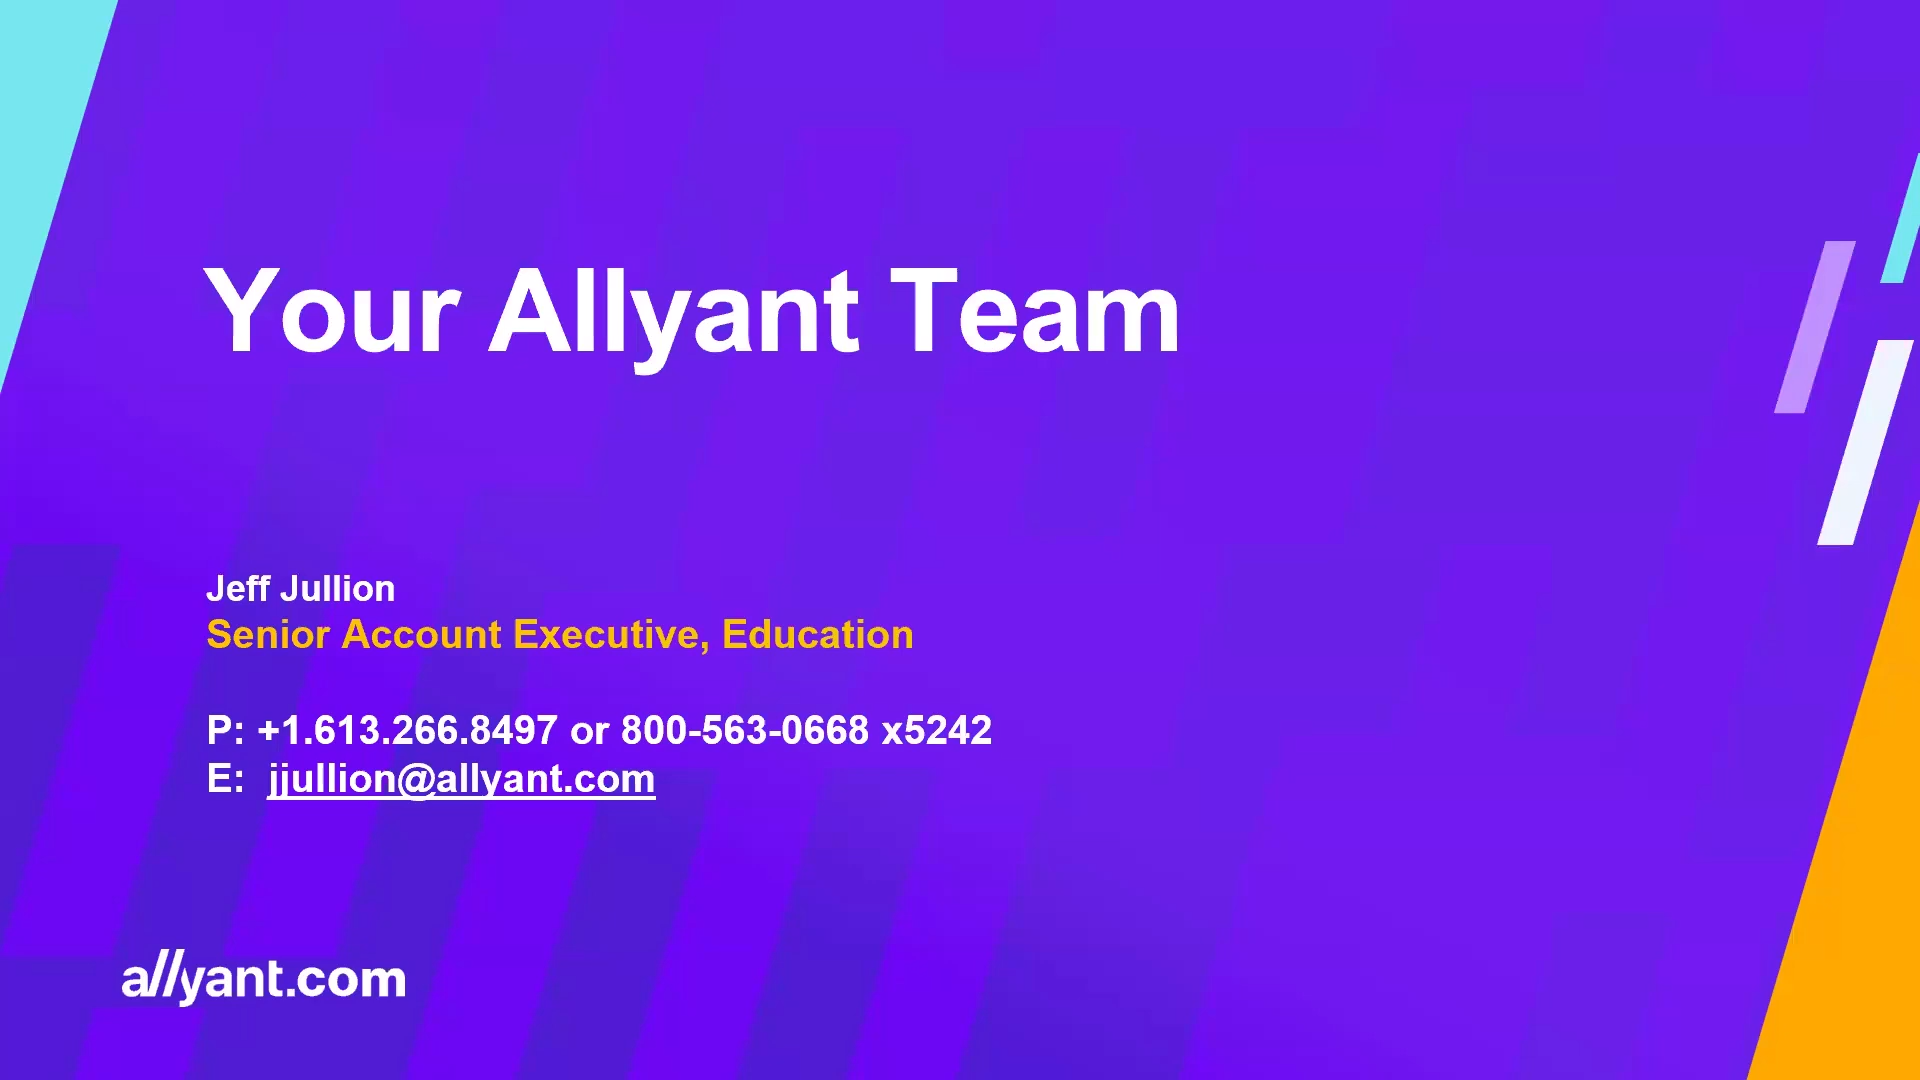 Your Allyant Team
Jeff Jullion
Senior Account Executive, Education
P: +1.613.266.8497 or 800-563-0668 x5242
E: jjullion@allyant.com
allyant.com